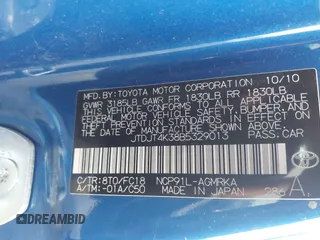 MFD. BY: TOYOTA MOTOR CORPORATION 10/10
GVWR 3185LB GAWR FR 1830LB RR 1830LB
THIS VEHICLE CONFORMS TO ALL APPLICABLE
FEDERAL MOTOR VEHICLE SAFETY,
BUMPER, AND THEFT PREVENTION STANDARDS IN EFFECT ON THE DATE OF
MANUFACTURE SHOWN ABOVE.
JTDJT4K38B5329013 PASS. CAR
C/TR: 8T0/FC18 NCP91L-AGMRKA
A/TM: -01A/C50 MADE IN JAPAN 286 A